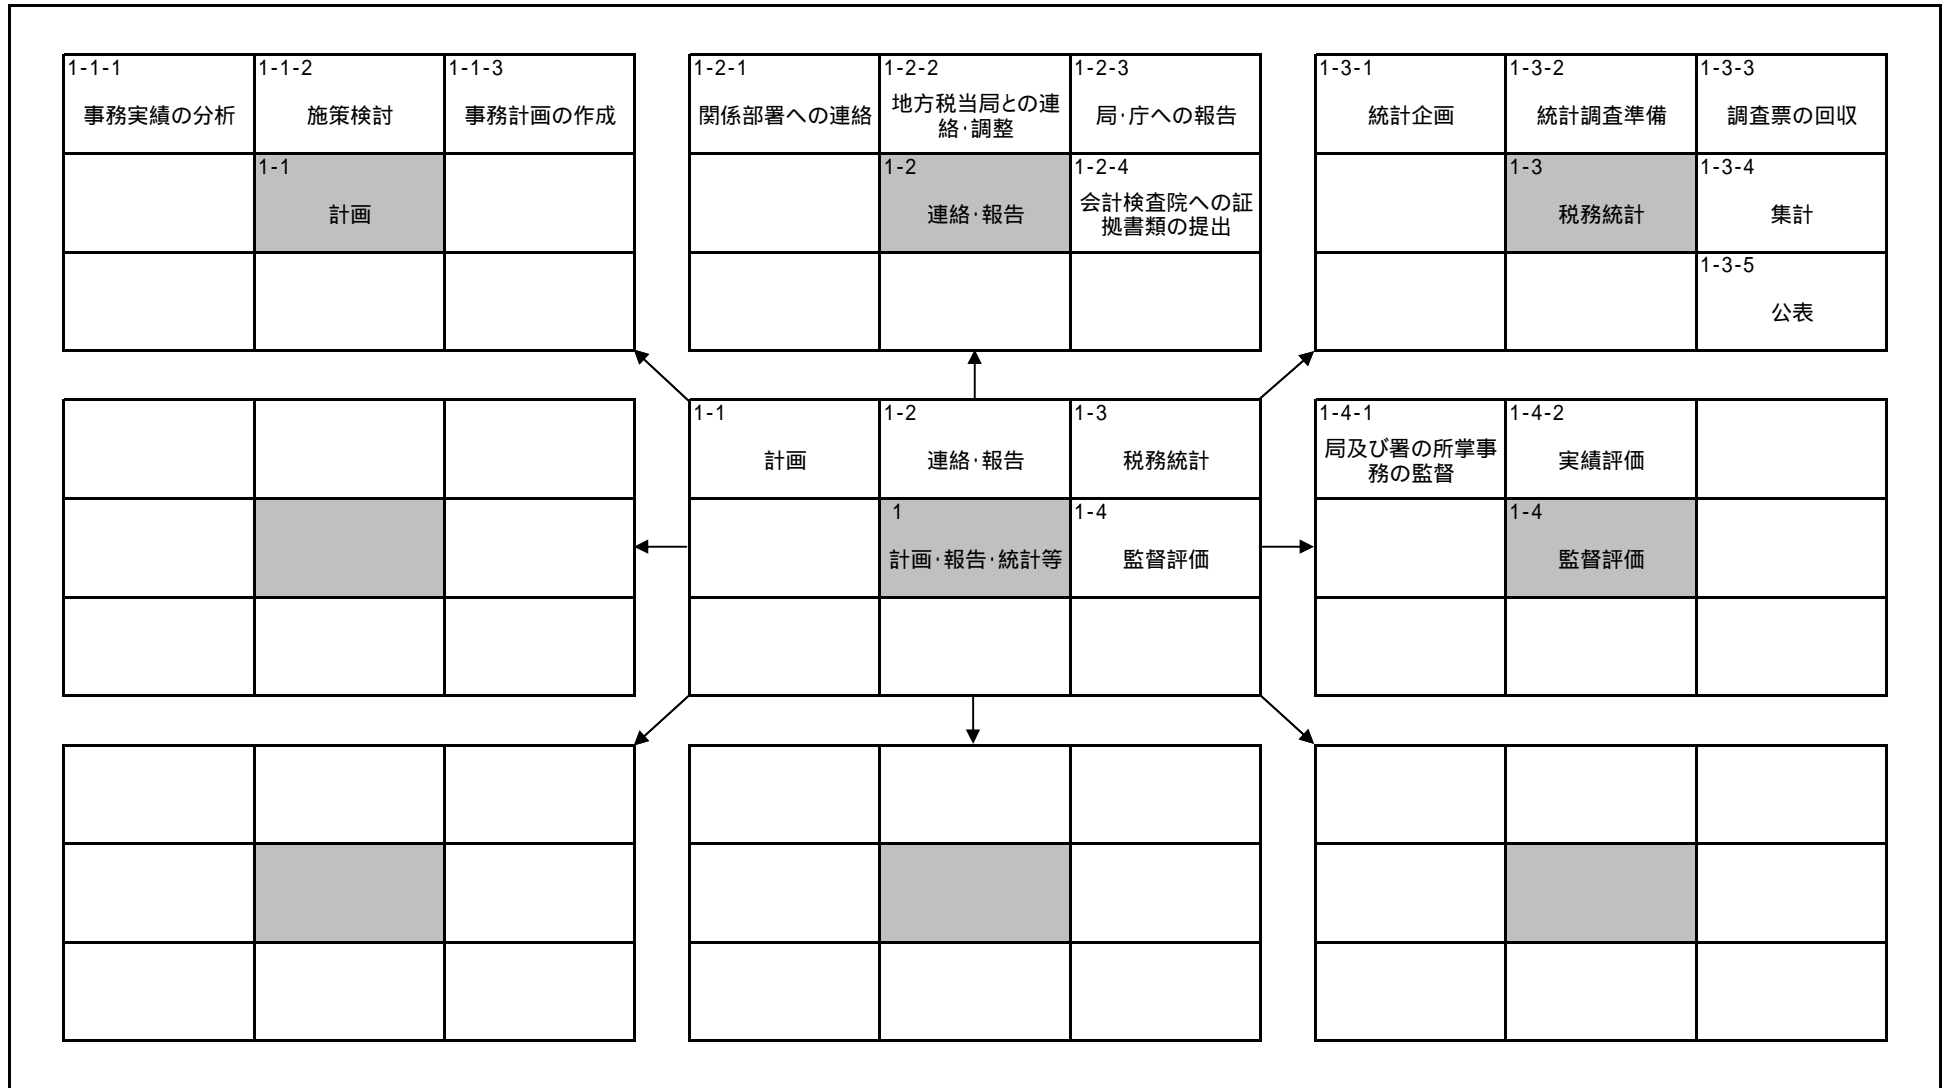 1-1-1
事務実績の分析
1-1-2
施策検討
1-1-3
事務計画の作成
1-1
計画
1-2-1
関係部署への連絡
1-2-2
地方税当局との連
絡・調整
1-2-3
局・庁への報告
1-2
連絡・報告
1-2-4
会計検査院への証
拠書類の提出
1-3-1
統計企画
1-3-2
統計調査準備
1-3-3
調査票の回収
1-3
税務統計
1-3-4
集計
1-3-5
公表
1-1
計画
1-2
連絡・報告
1-3
税務統計
1
計画・報告・統計等
1-4
監督評価
1-4-1
局及び署の所掌事
務の監督
1-4-2
実績評価
1-4
監督評価